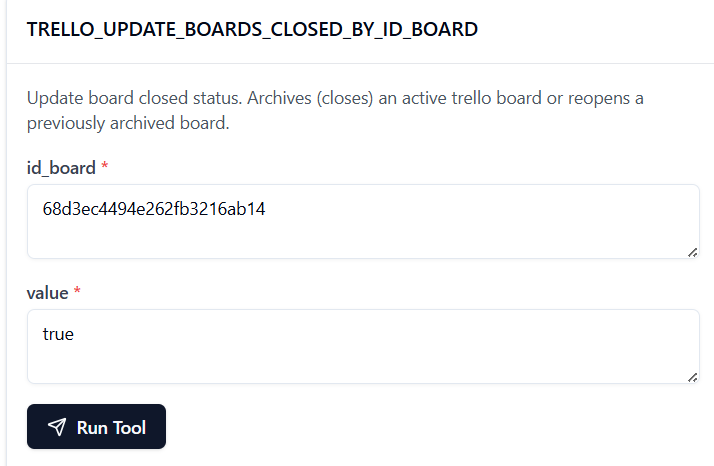 TRELLO_UPDATE_BOARDS_CLOSED_BY_ID_BOARD
Update board closed status. Archives (closes) an active trello board or reopens a
previously archived board.
id_board *
68d3ec4494e262fb3216ab14
value *
true
Run Tool